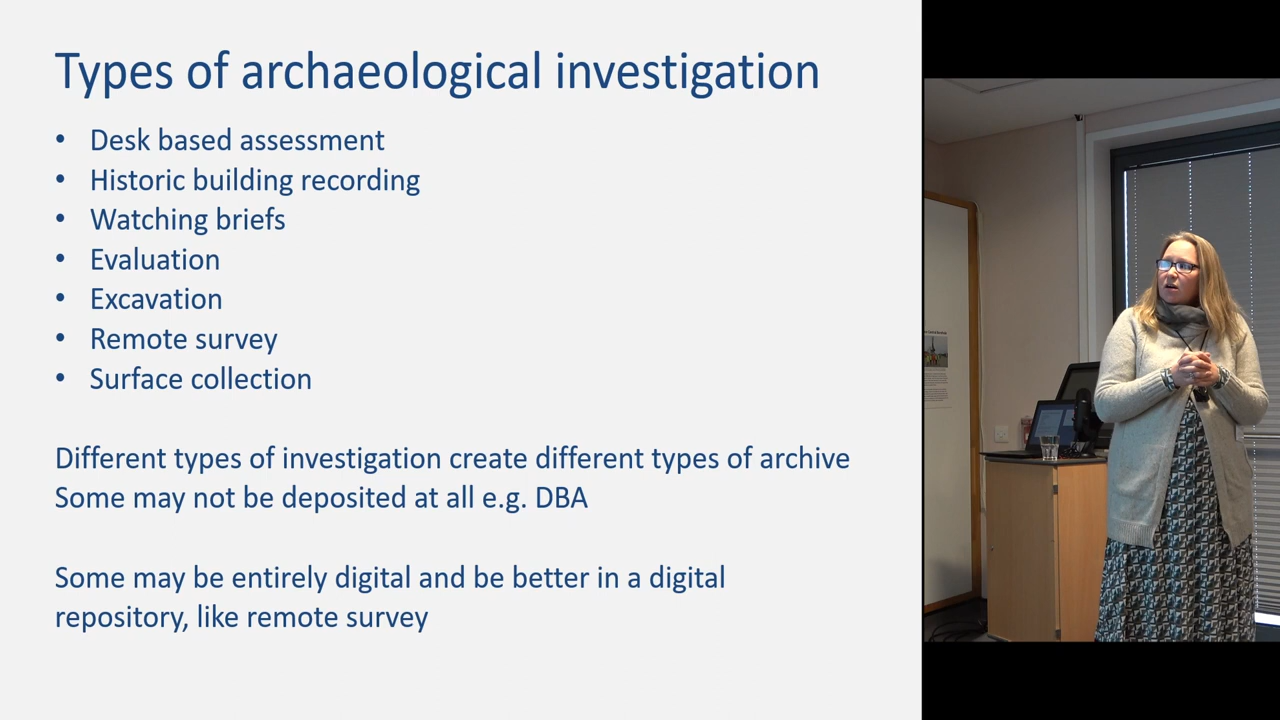 Types of archaeological investigation
• Desk based assessment
• Historic building recording
• Watching briefs
• Evaluation
• Excavation
• Remote survey
• Surface collection
Different types of investigation create different types of archive
Some may not be deposited at all e.g. DBA
Some may be entirely digital and be better in a digital
repository, like remote survey